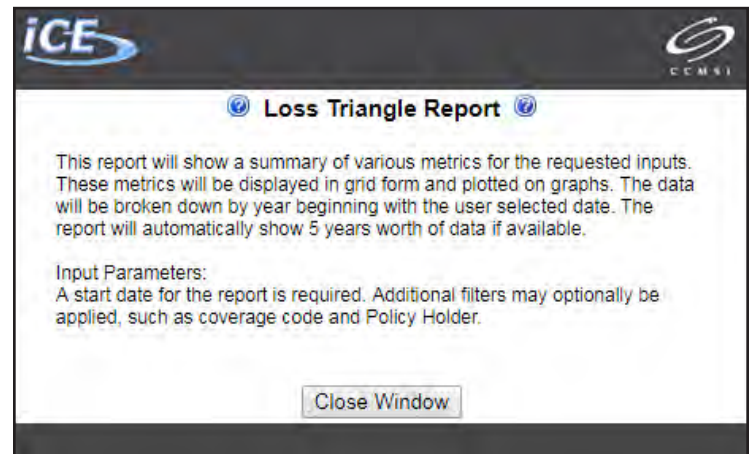 iCE
CCMSI
Loss Triangle Report
This report will show a summary of various metrics for the requested inputs.
These metrics will be displayed in grid form and plotted on graphs. The data
will be broken down by year beginning with the user selected date. The
report will automatically show 5 years worth of data if available.
Input Parameters:
A start date for the report is required. Additional filters may optionally be
applied, such as coverage code and Policy Holder.
Close Window